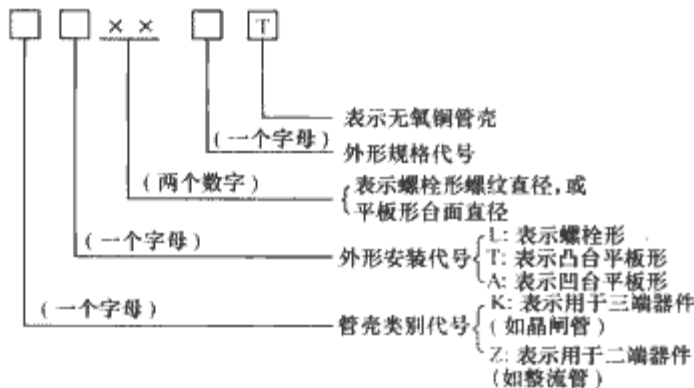 ×× T
表示无氧铜管壳
(一个字母)
外形规格代号
(两个数字)
表示螺栓形螺纹直径,或
平板形台面直径
(一个字母)
外形安装代号
L: 表示螺栓形
T: 表示凸台平板形
A: 表示凹台平板形
(一个字母)
管壳类别代号
K: 表示用于三端器件
(如晶闸管)
Z: 表示用于二端器件
(如整流管)